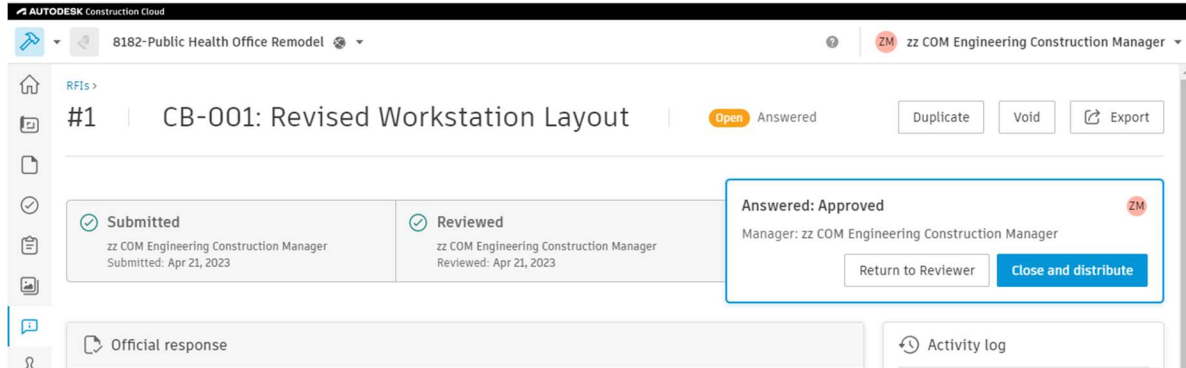 AUTODESK Construction Cloud
8182-Public Health Office Remodel
ZM zz COM Engineering Construction Manager
RFIs >
#1 CB-001: Revised Workstation Layout Open Answered Duplicate Void Export
Submitted
zz COM Engineering Construction Manager
Submitted: Apr 21, 2023
Reviewed
zz COM Engineering Construction Manager
Reviewed: Apr 21, 2023
Answered: Approved ZM
Manager: zz COM Engineering Construction Manager
Return to Reviewer Close and distribute
Official response
Activity log